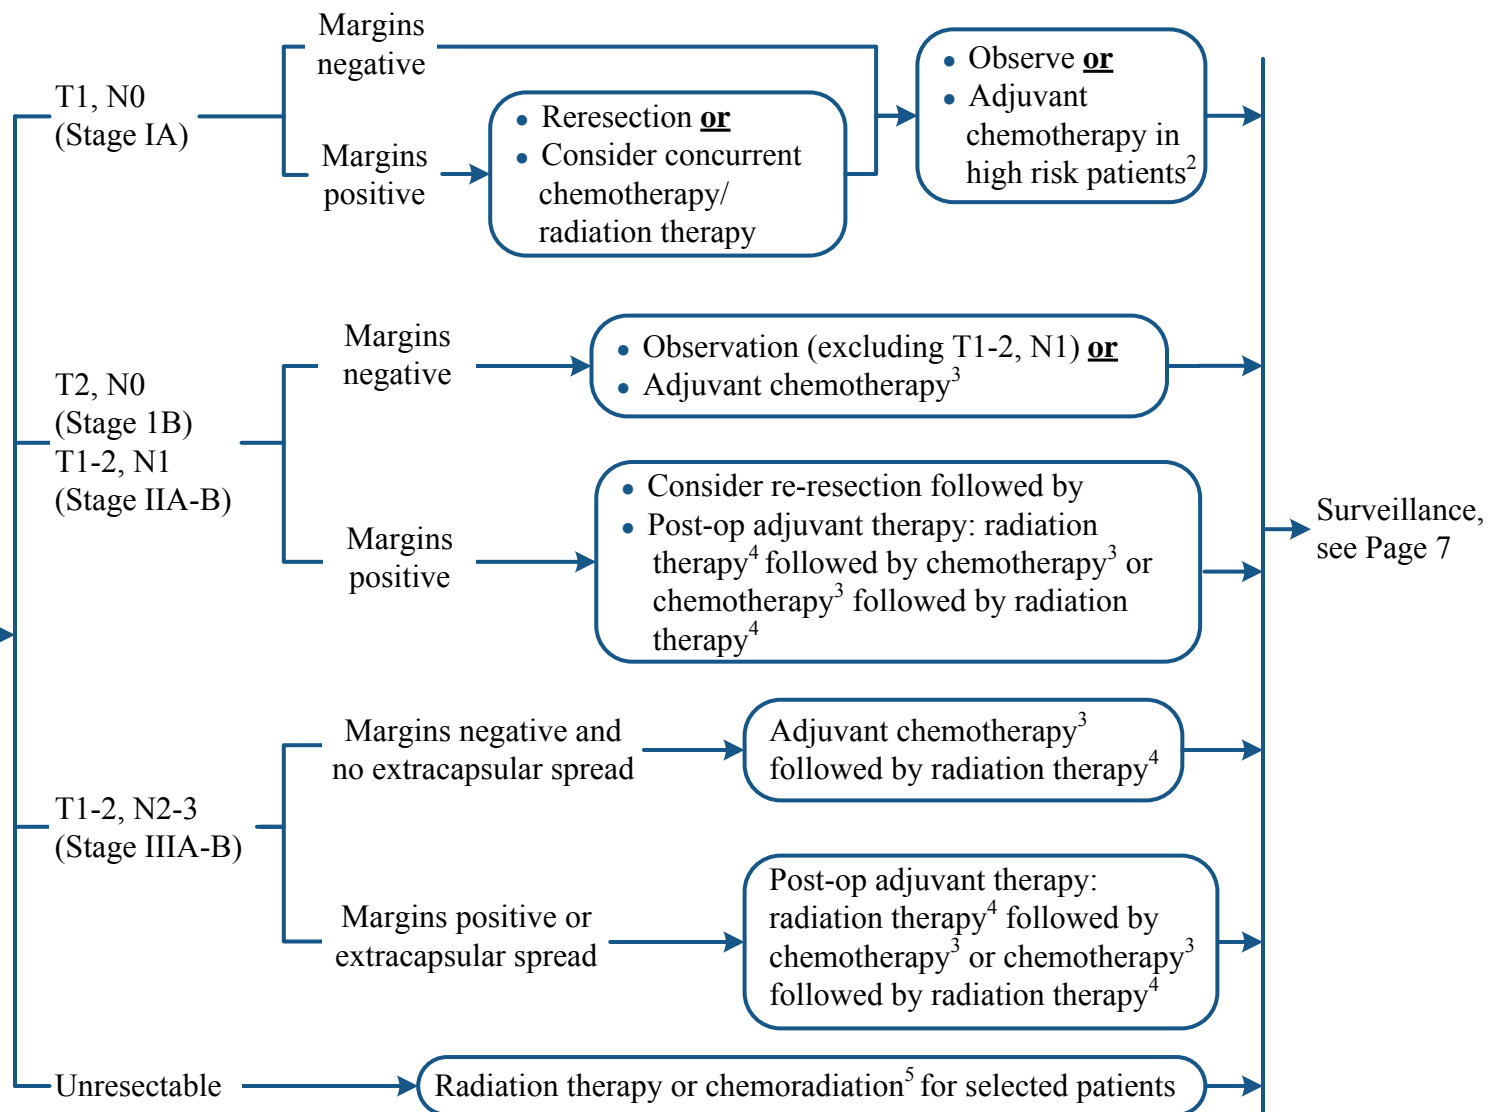 T1, N0
(Stage IA)
Margins
negative
Margins
positive
• Reresection or
• Consider concurrent
chemotherapy/
radiation therapy
• Observe or
• Adjuvant
chemotherapy in
high risk patients²
T2, N0
(Stage 1B)
T1-2, N1
(Stage IIA-B)
Margins
negative
• Observation (excluding T1-2, N1) or
• Adjuvant chemotherapy³
Margins
positive
• Consider re-resection followed by
• Post-op adjuvant therapy: radiation
therapy⁴ followed by chemotherapy³ or
chemotherapy³ followed by radiation
therapy⁴
Surveillance,
see Page 7
T1-2, N2-3
(Stage IIIA-B)
Margins negative and
no extracapsular spread
Adjuvant chemotherapy³
followed by radiation therapy⁴
Margins positive or
extracapsular spread
Post-op adjuvant therapy:
radiation therapy⁴ followed by
chemotherapy³ or chemotherapy³
followed by radiation therapy⁴
Unresectable
Radiation therapy or chemoradiation⁵ for selected patients